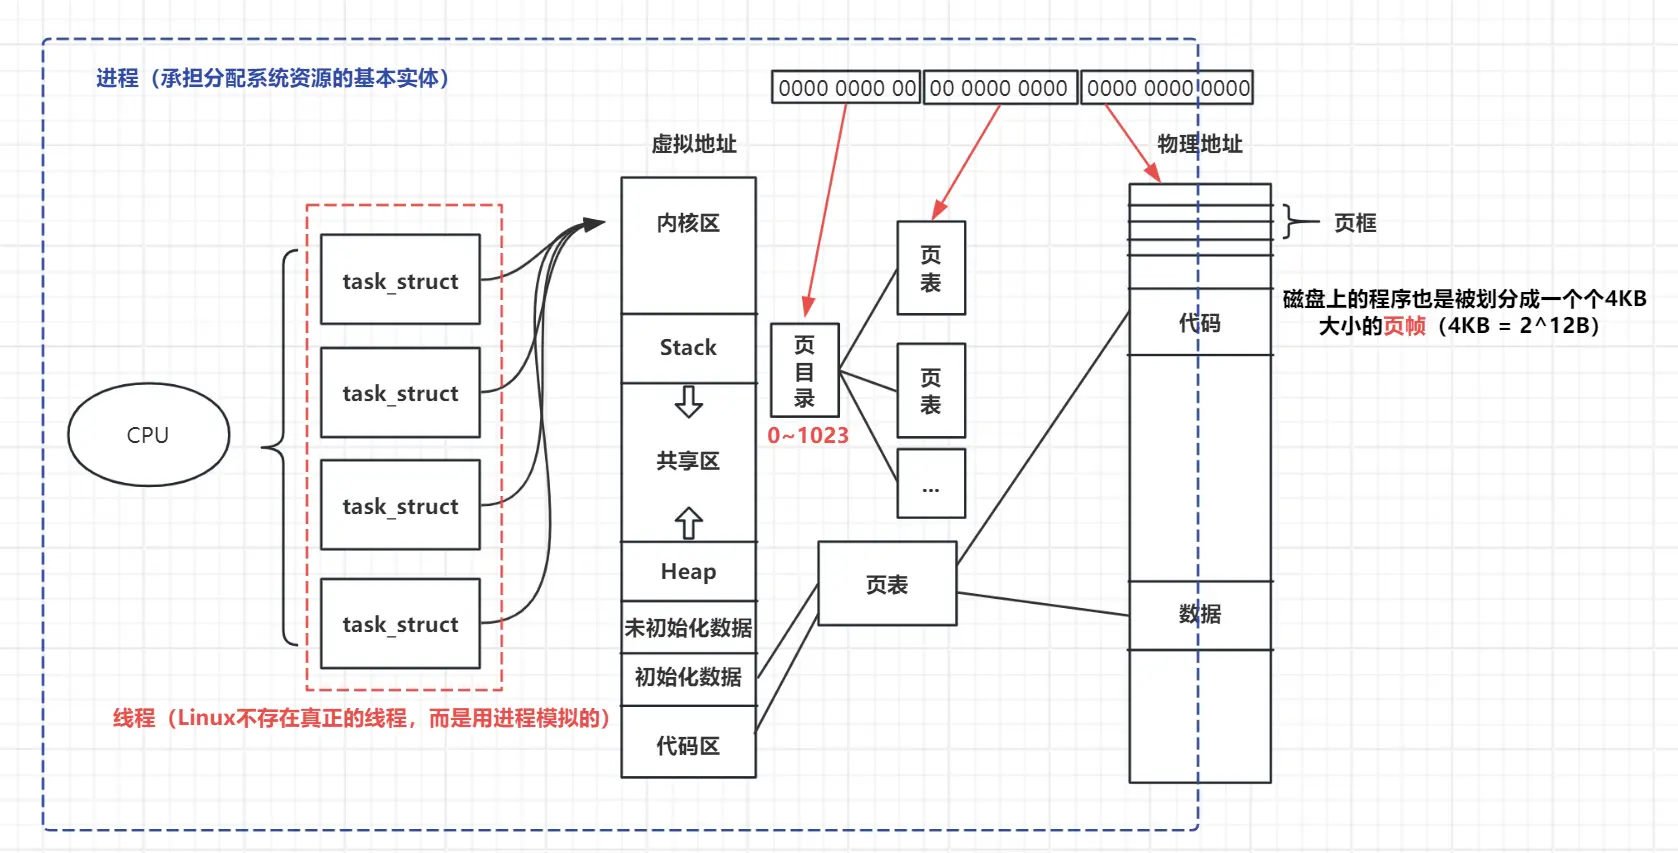 进程（承担分配系统资源的基本实体）
0000 0000 00
00 0000 0000
0000 0000 0000
虚拟地址
物理地址
CPU
task_struct
task_struct
task_struct
task_struct
线程（Linux不存在真正的线程，而是用进程模拟的）
内核区
Stack
共享区
Heap
未初始化数据
初始化数据
代码区
页目录
0~1023
页表
页表
...
页表
代码
数据
页框
磁盘上的程序也是被划分成一个个4KB
大小的页帧（4KB = 2^12B）